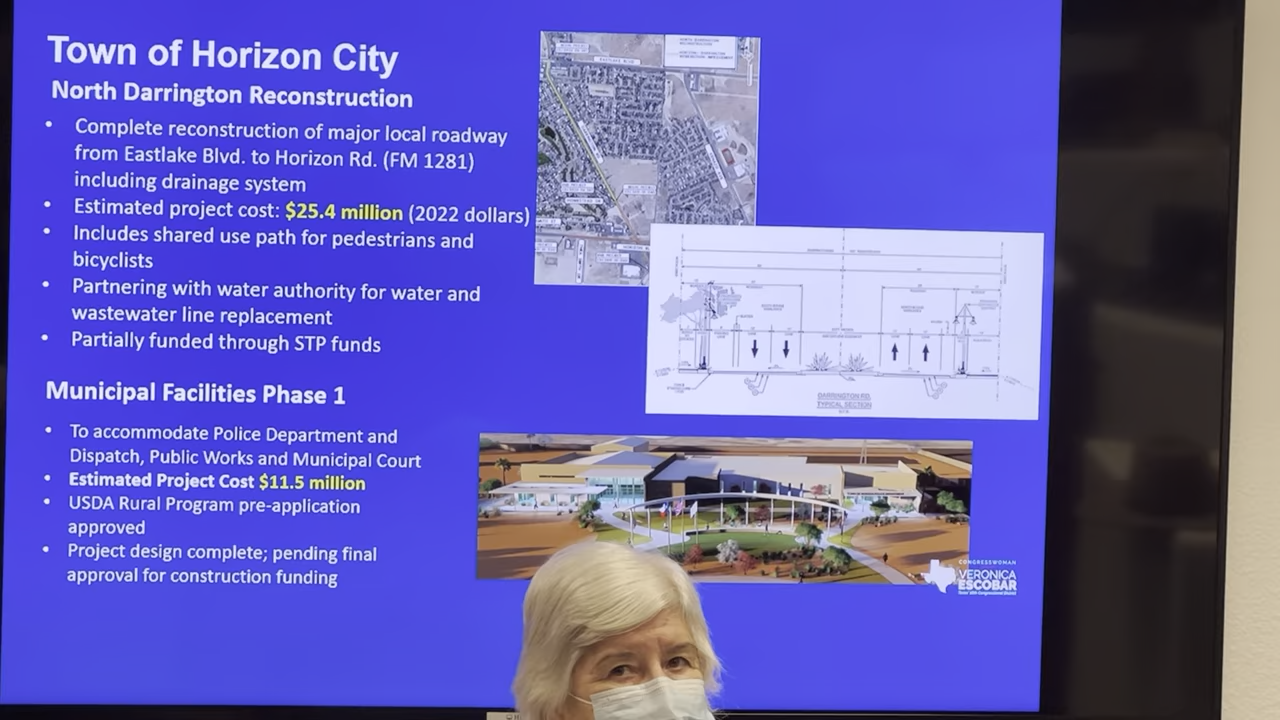 Town of Horizon City
North Darrington Reconstruction
• Complete reconstruction of major local roadway
from Eastlake Blvd. to Horizon Rd. (FM 1281)
including drainage system
• Estimated project cost: $25.4 million (2022 dollars)
• Includes shared use path for pedestrians and
bicyclists
• Partnering with water authority for water and
wastewater line replacement
• Partially funded through STP funds
Municipal Facilities Phase 1
• To accommodate Police Department and
Dispatch, Public Works and Municipal Court
• Estimated Project Cost $11.5 million
• USDA Rural Program pre-application
approved
• Project design complete; pending final
approval for construction funding
DARRINGTON RD.
TYPICAL SECTION
CONGRESSWOMAN
VERONICA
ESCOBAR